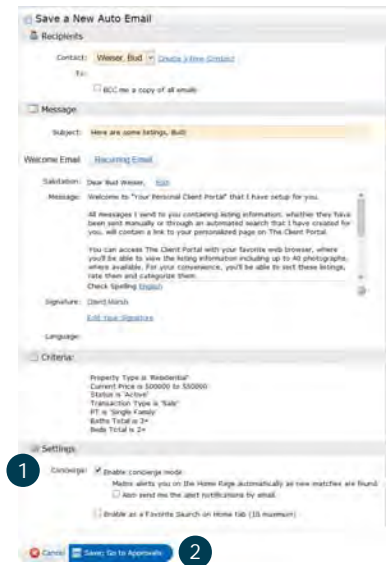 Save a New Auto Email
Recipients
Contact: Weiser, Bud Create a New Contact
To:
BCC me a copy of all emails
Message
Subject: Here are some listings, Bud!
Welcome Email Recurring Email
Salutation: Dear Bud Weiser, Edit
Message: Welcome to "Your Personal Client Portal" that I have setup for you.
All messages I send to you containing listing information, whether they have
been sent manually or through an automated search that I have created for
you, will contain a link to your personalized page on The Client Portal.
You can access The Client Portal with your favorite web browser, where
you'll be able to view the listing information including up to 40 photographs,
where available. For your convenience, you'll be able to sort these listings,
rate them and categorize them.
Check Spelling English
Signature: Marsh
Edit Your Signature
Language:
Criteria:
Property Type is 'Residential'
Current Price is 500000 to 550000
Status is 'Active'
Transaction Type is 'Sale'
PT is 'Single Family'
Baths Total is 2+
Beds Total is 2+
Settings
1
Concierge: Enable concierge mode
Matrix alerts you on the Home Page automatically as new matches are found.
Also send me the alert notifications by email.
Enable as a Favorite Search on Home tab (10 maximum)
Cancel Save; Go to Approvals 2